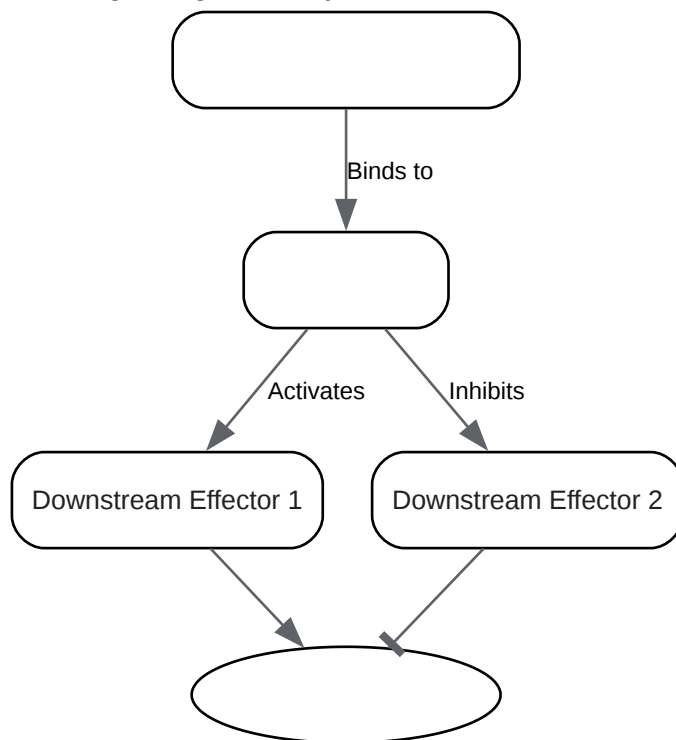 Binds to
Activates
Inhibits
Downstream Effector 1
Downstream Effector 2